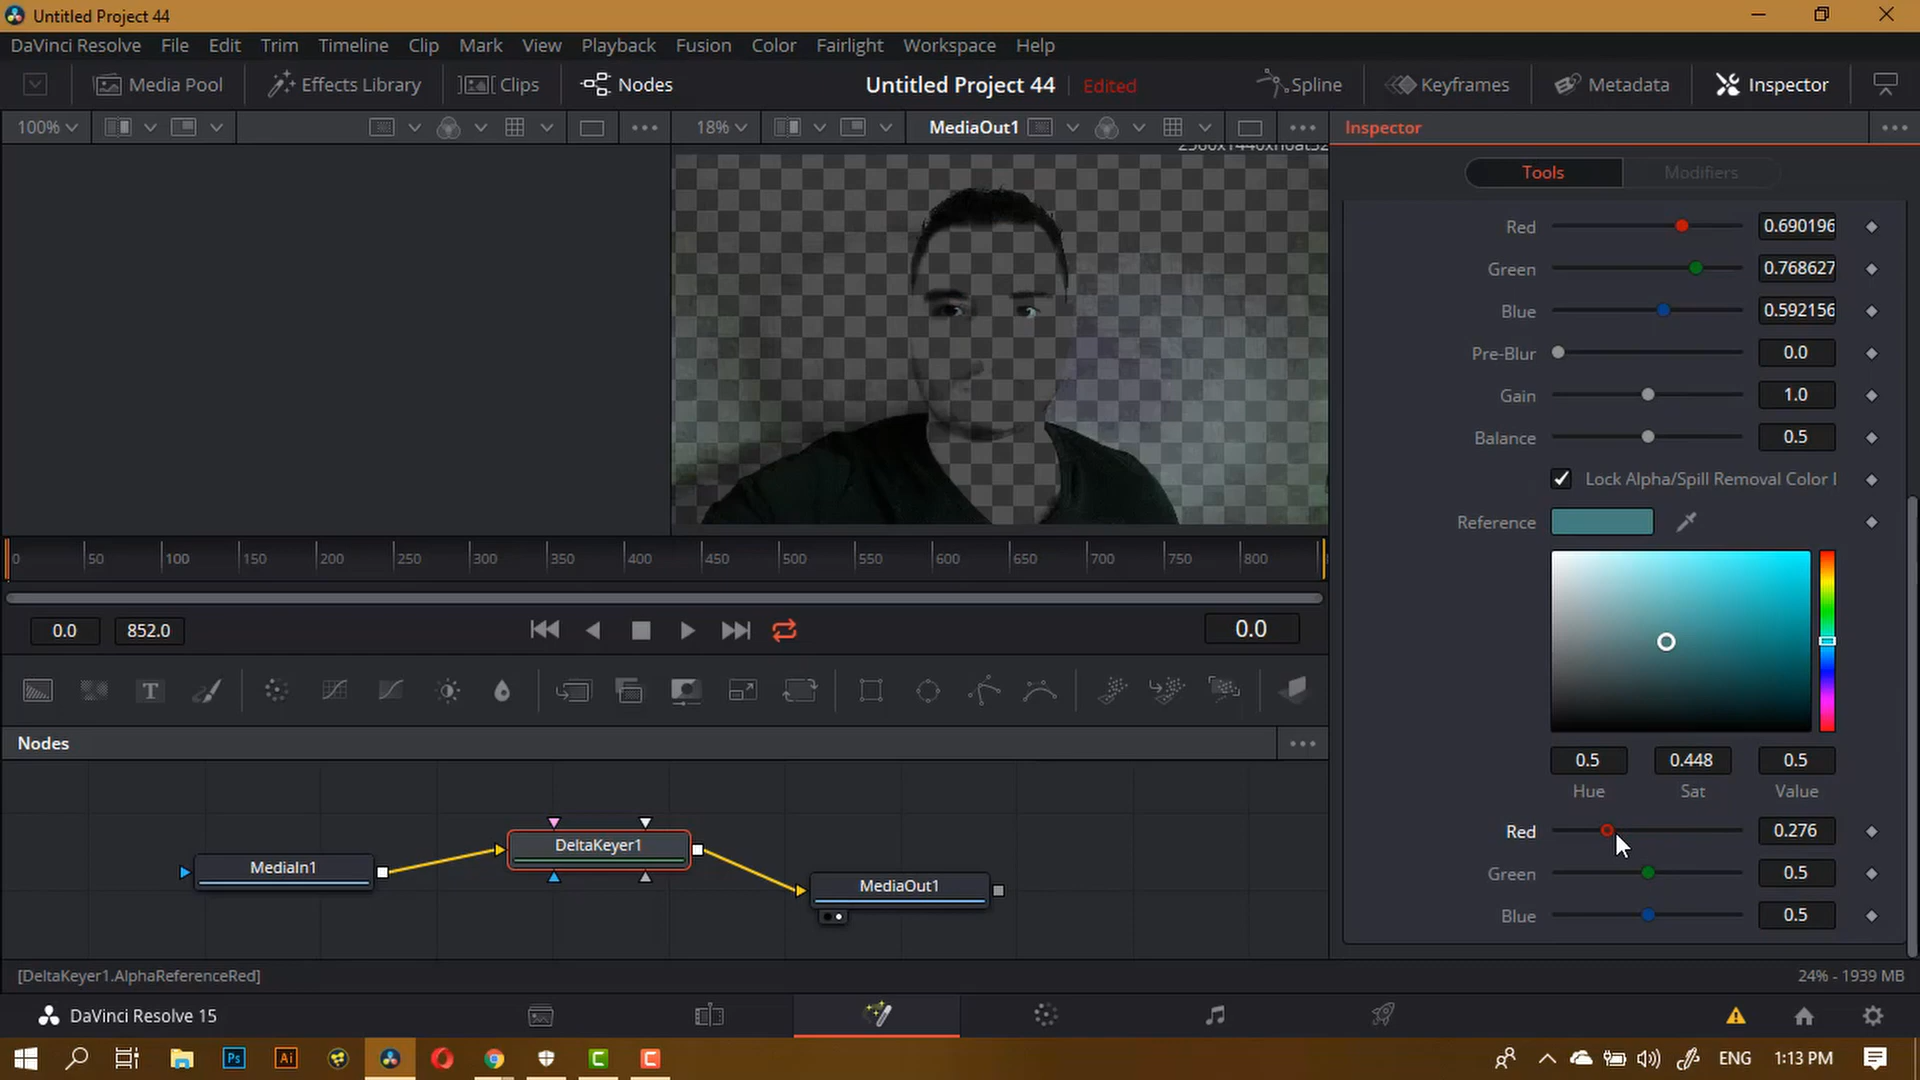 Untitled Project 44
DaVinci Resolve File Edit Trim Timeline Clip Mark View Playback Fusion Color Fairlight Workspace Help
Media Pool Effects Library Clips Nodes Untitled Project 44 Edited Spline Keyframes Metadata Inspector
100% 18% MediaOut1 Inspector
Tools Modifiers
Red 0.690196
Green 0.768627
Blue 0.592156
Pre-Blur 0.0
Gain 1.0
Balance 0.5
Lock Alpha/Spill Removal Color
Reference
0 50 100 150 200 250 300 350 400 450 500 550 600 650 700 750 800
0.0 852.0 0.0
T
Nodes
0.5 0.448 0.5
Hue Sat Value
Red 0.276
Green 0.5
Blue 0.5
MediaIn1
DeltaKeyer1
MediaOut1
[DeltaKeyer1.AlphaReferenceRed] 24% - 1939 MB
DaVinci Resolve 15
Ps Ai C C ENG 1:13 PM